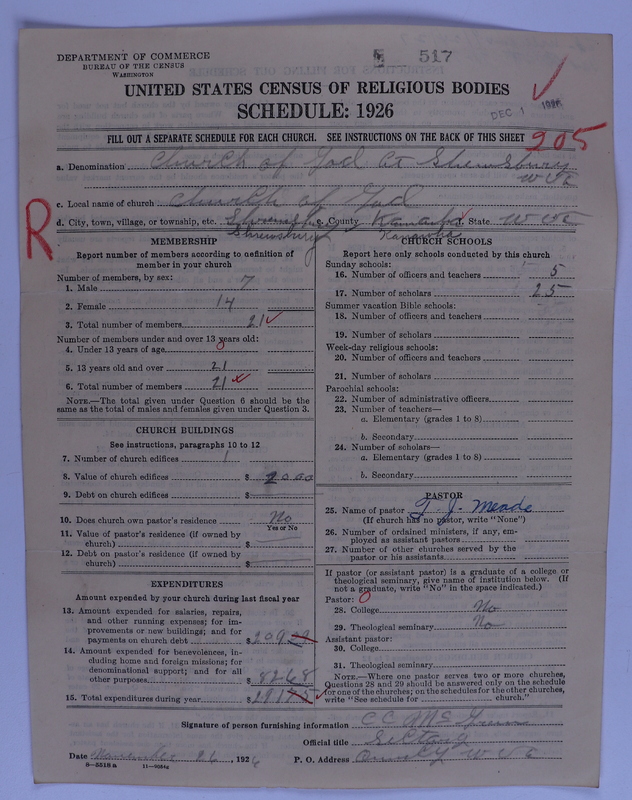 DEPARTMENT OF COMMERCE
BUREAU OF THE CENSUS
WASHINGTON
517
UNITED STATES CENSUS OF RELIGIOUS BODIES
SCHEDULE: 1926
DEC 1 1926
FILL OUT A SEPARATE SCHEDULE FOR EACH CHURCH. SEE INSTRUCTIONS ON THE BACK OF THIS SHEET
205
a. Denomination Church of God at Shewsbury
W Va
c. Local name of church Church of God
R
d. City, town, village, or township, etc. County Kanawha State W Va
Shrewsbury Kanawha
MEMBERSHIP
Report number of members according to definition of
member in your church
Number of members, by sex:
1. Male 7
2. Female 14
3. Total number of members 21
Number of members under and over 13 years old:
4. Under 13 years of age 0
5. 13 years old and over 21
6. Total number of members 21
NOTE.—The total given under Question 6 should be the
same as the total of males and females given under Question 3.
CHURCH BUILDINGS
See instructions, paragraphs 10 to 12
7. Number of church edifices 1
8. Value of church edifices $ 2000
9. Debt on church edifices $
10. Does church own pastor's residence No
Yes or No
11. Value of pastor's residence (if owned by
church) $
12. Debt on pastor's residence (if owned by
church) $
EXPENDITURES
Amount expended by your church during last fiscal year
13. Amount expended for salaries, repairs,
and other running expenses; for im-
provements or new buildings; and for
payments on church debt $ 209
14. Amount expended for benevolences, in-
cluding home and foreign missions; for
denominational support; and for all
other purposes $ 82.68
15. Total expenditures during year $
CHURCH SCHOOLS
Report here only schools conducted by this church
Sunday schools:
16. Number of officers and teachers 5
17. Number of scholars 25
Summer vacation Bible schools:
18. Number of officers and teachers
19. Number of scholars
Week-day religious schools:
20. Number of officers and teachers
21. Number of scholars
Parochial schools:
22. Number of administrative officers
23. Number of teachers—
a. Elementary (grades 1 to 8)
b. Secondary
24. Number of scholars—
a. Elementary (grades 1 to 8)
b. Secondary
PASTOR
25. Name of pastor T. J. Meade
(If church has no pastor, write "None")
26. Number of ordained ministers, if any, em-
ployed as assistant pastors
27. Number of other churches served by the
pastor or his assistants
If pastor (or assistant pastor) is a graduate of a college or
theological seminary, give name of institution below. (If
not a graduate, write "No" in the space indicated.)
Pastor: 0
28. College No
29. Theological seminary No
Assistant pastor:
30. College
31. Theological seminary
NOTE.—Where one pastor serves two or more churches,
Questions 28 and 29 should be answered only on the schedule
for one of the churches; on the schedules for the other churches,
write "See schedule for church."
Signature of person furnishing information C C
Official title
Date November 26, 1926 P. O. Address W Va
8—5518 a 11—9084g